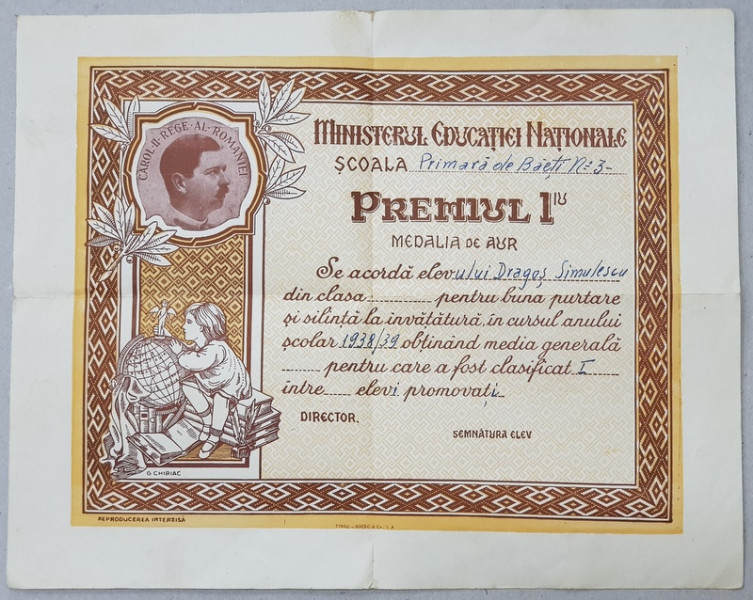 CAROL·II·REGE·AL·ROMÂNIEI
MINISTERUL EDUCAȚIEI NAȚIONALE
ȘCOALA Primară de Băeți No 3-
PREMIUL I IU
MEDALIA DE AUR
Se acordă elevului Dragoș Simulescu
din clasa pentru buna purtare
și silință la învățătură, în cursul anului
școlar 1938/39 obținând media generală
pentru care a fost clasificat I
între elevi promovați
DIRECTOR,
SEMNĂTURA ELEV
G CHIRIAC
REPRODUCEREA INTERZISĂ